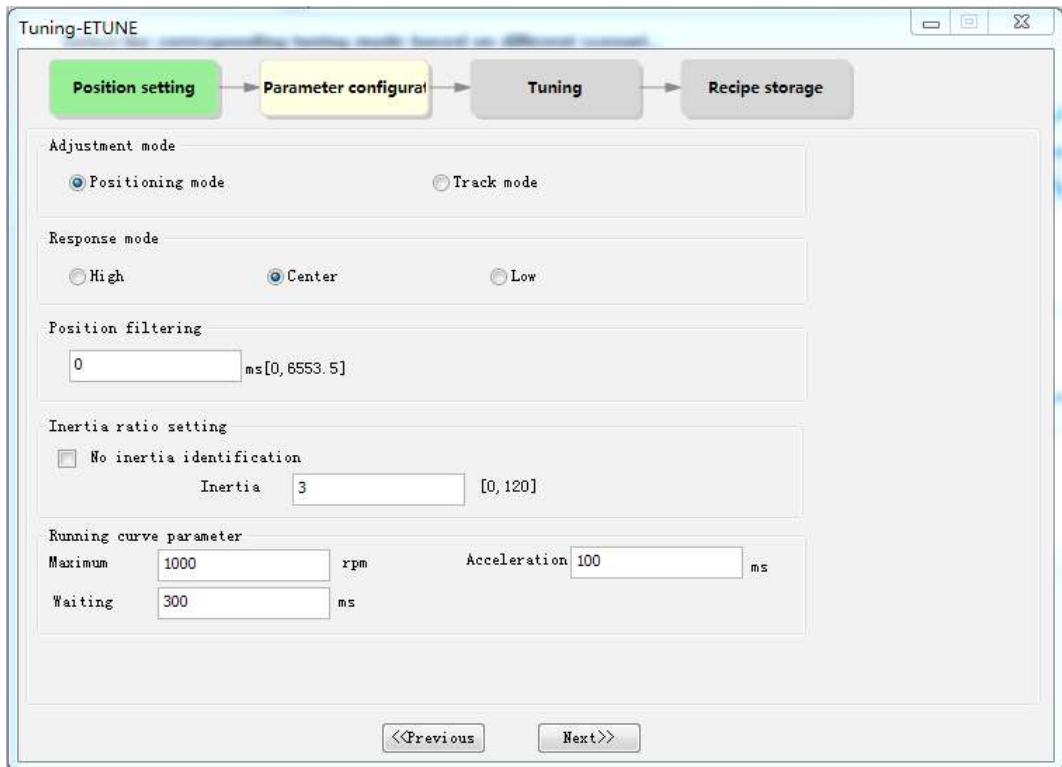 Tuning-ETUNE
Position setting
Parameter configurat
Tuning
Recipe storage
Adjustment mode
Positioning mode Track mode
Response mode
High Center Low
Position filtering
0 ms[0,6553.5]
Inertia ratio setting
No inertia identification
Inertia 3 [0,120]
Running curve parameter
Maximum 1000 rpm Acceleration 100 ms
Waiting 300 ms
<<Previous Next>>